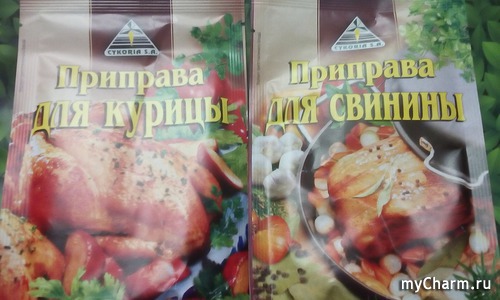 CYKORIA S.A.
Приправа
для курицы
CYKORIA S.A.
Приправа
для свинины
myCharm.ru